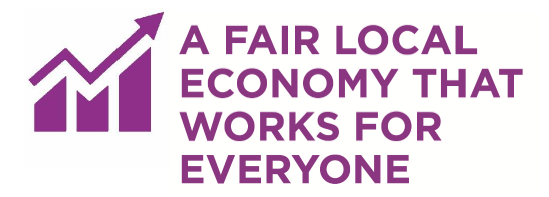 A FAIR LOCAL
ECONOMY THAT
WORKS FOR
EVERYONE